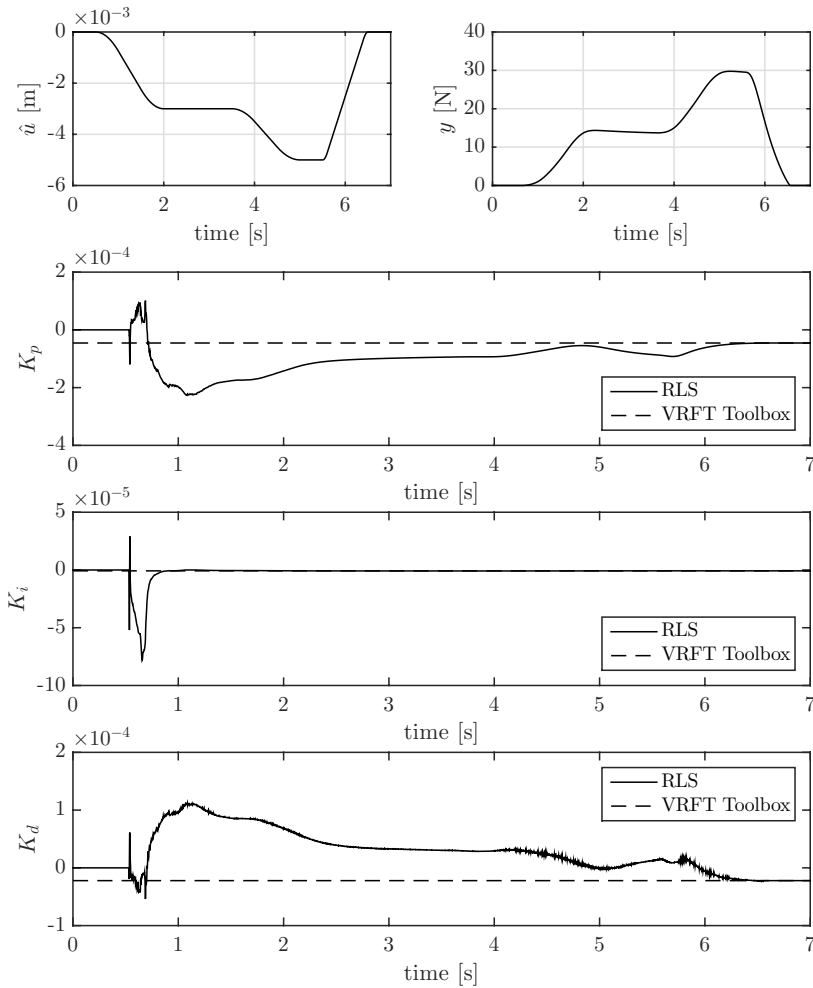 ×10⁻³
0
-2
-4
-6
û [m]
2
4
6
time [s]
40
30
20
10
0
y [N]
2
4
6
time [s]
×10⁻⁴
2
0
-2
-4
K_p
RLS
VRFT Toolbox
0 1 2 3 4 5 6 7
time [s]
×10⁻⁵
5
0
-5
-10
K_i
RLS
VRFT Toolbox
0 1 2 3 4 5 6 7
time [s]
×10⁻⁴
2
1
0
-1
K_d
RLS
VRFT Toolbox
0 1 2 3 4 5 6 7
time [s]